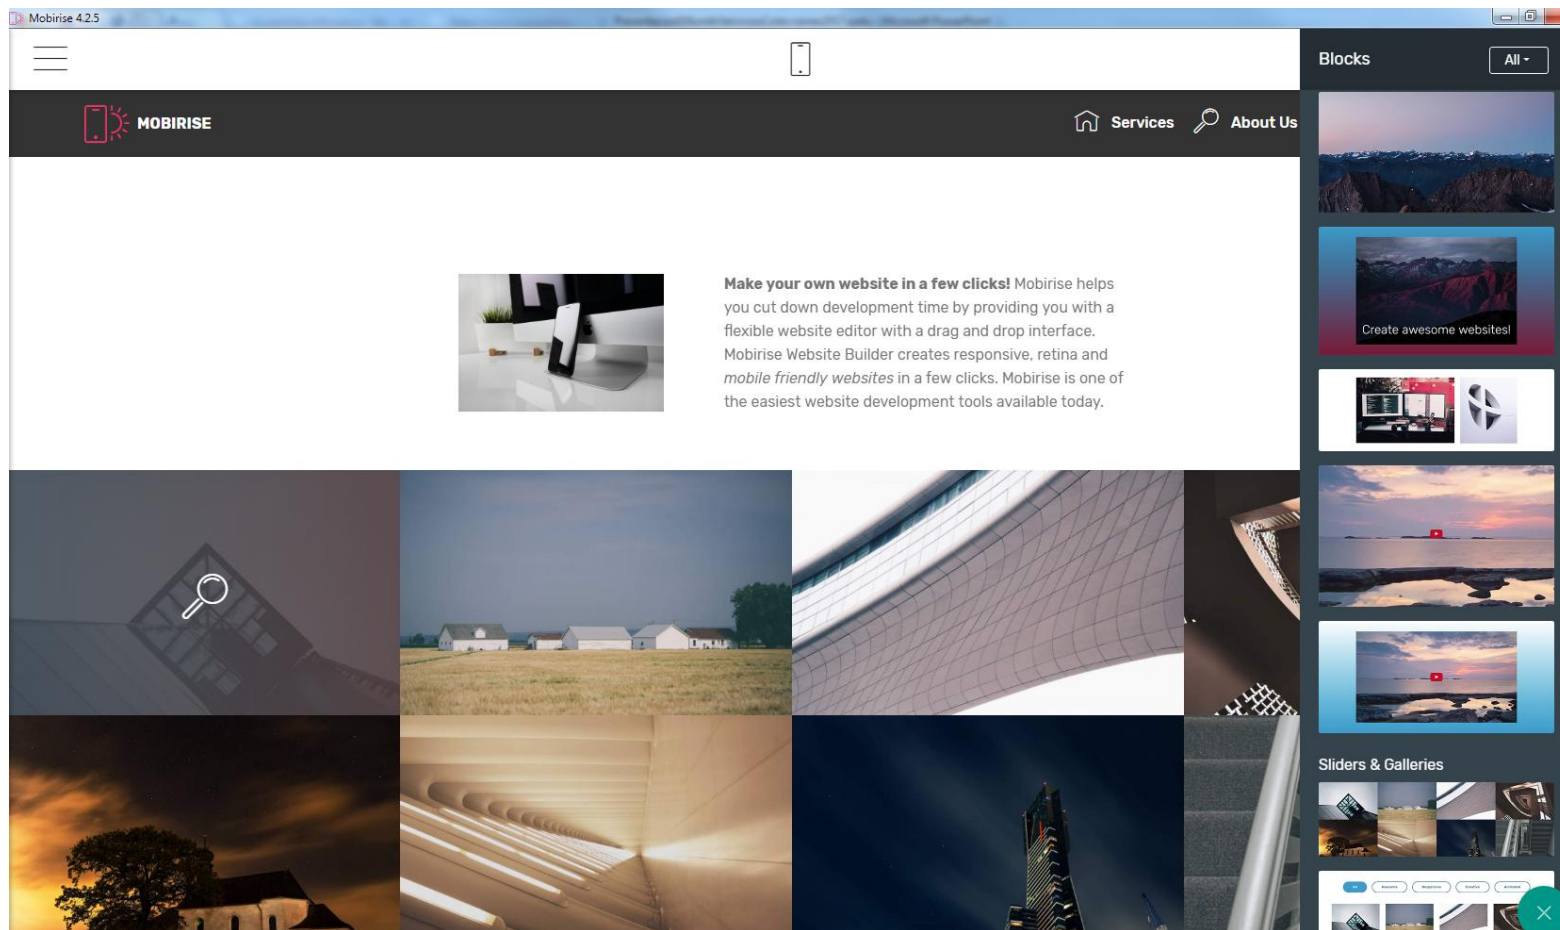 Mobirise 4.2.5
Blocks
All
MOBIRISE
Services
About Us
Make your own website in a few clicks! Mobirise helps
you cut down development time by providing you with a
flexible website editor with a drag and drop interface.
Mobirise Website Builder creates responsive, retina and
mobile friendly websites in a few clicks. Mobirise is one of
the easiest website development tools available today.
Create awesome websites!
Sliders & Galleries